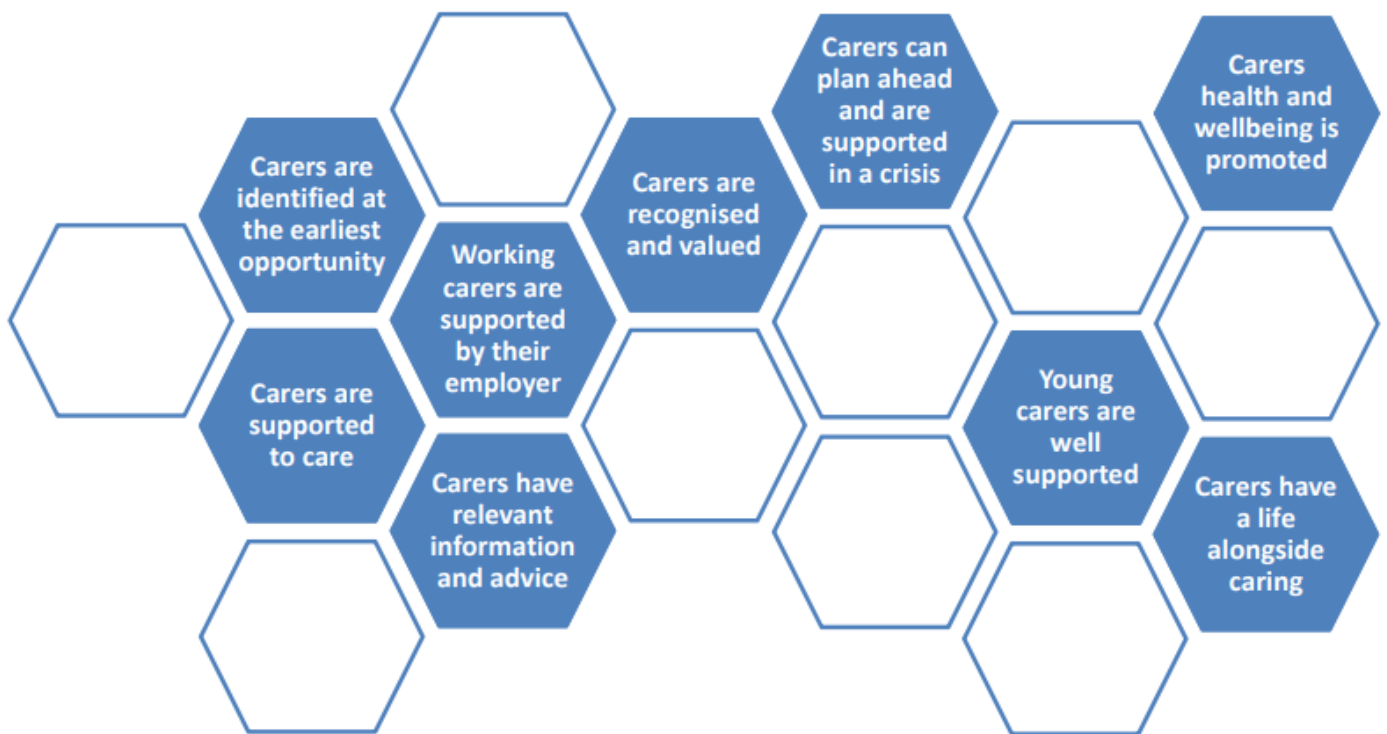 Carers are
identified at
the earliest
opportunity
Working
carers are
supported
by their
employer
Carers are
supported
to care
Carers have
relevant
information
and advice
Carers are
recognised
and valued
Carers can
plan ahead
and are
supported
in a crisis
Carers
health and
wellbeing is
promoted
Young
carers are
well
supported
Carers have
a life
alongside
caring